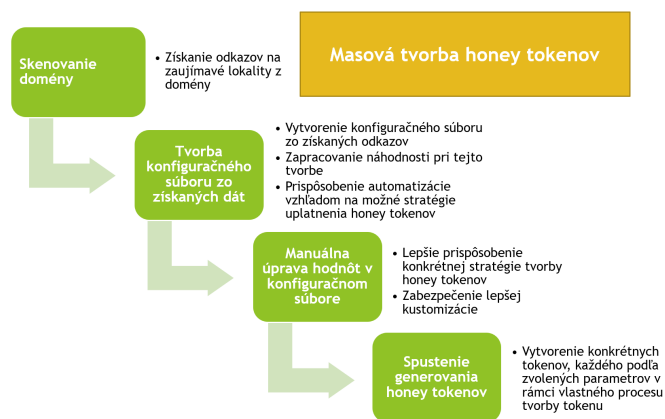 Masová tvorba honey tokenov
Skenovanie
domény
• Získanie odkazov na
zaujímavé lokality z
domény
Tvorba
konfiguračného
súboru zo
získaných dát
• Vytvorenie konfiguračného súboru
zo získaných odkazov
• Zapracovanie náhodnosti pri tejto
tvorbe
• Prispôsobenie automatizácie
vzhľadom na možné stratégie
uplatnenia honey tokenov
Manuálna
úprava hodnôt v
konfiguračnom
súbore
• Lepšie prispôsobenie
konkrétnej stratégie tvorby
honey tokenov
• Zabezpečenie lepšej
kustomizácie
Spustenie
generovania
honey tokenov
• Vytvorenie konkrétnych
tokenov, každého podľa
zvolených parametrov v
rámci vlastného procesu
tvorby tokenu